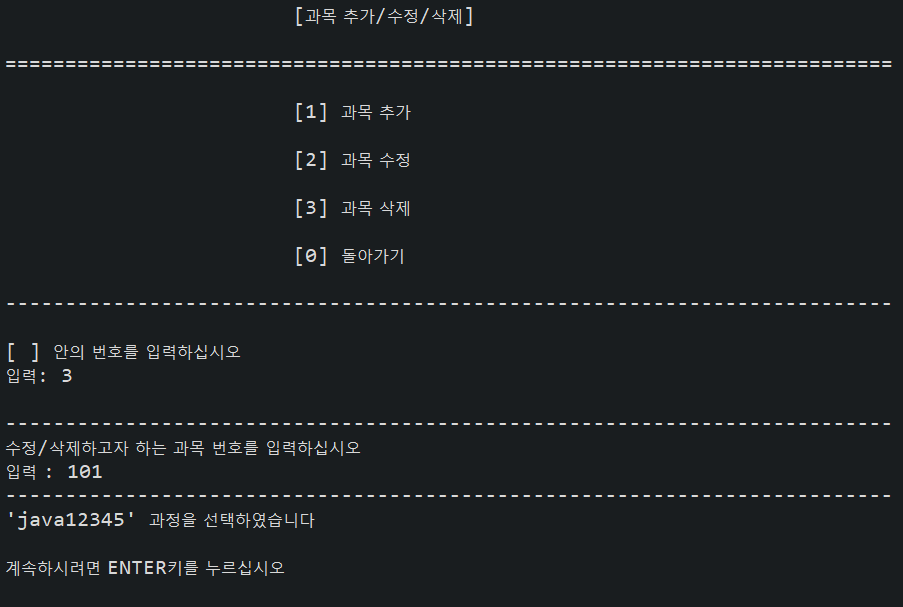 [과목 추가/수정/삭제]
==========================================================================
[1] 과목 추가
[2] 과목 수정
[3] 과목 삭제
[0] 돌아가기
--------------------------------------------------------------------------
[ ] 안의 번호를 입력하십시오
입력: 3
--------------------------------------------------------------------------
수정/삭제하고자 하는 과목 번호를 입력하십시오
입력 : 101
--------------------------------------------------------------------------
'java12345' 과정을 선택하였습니다
계속하시려면 ENTER키를 누르십시오